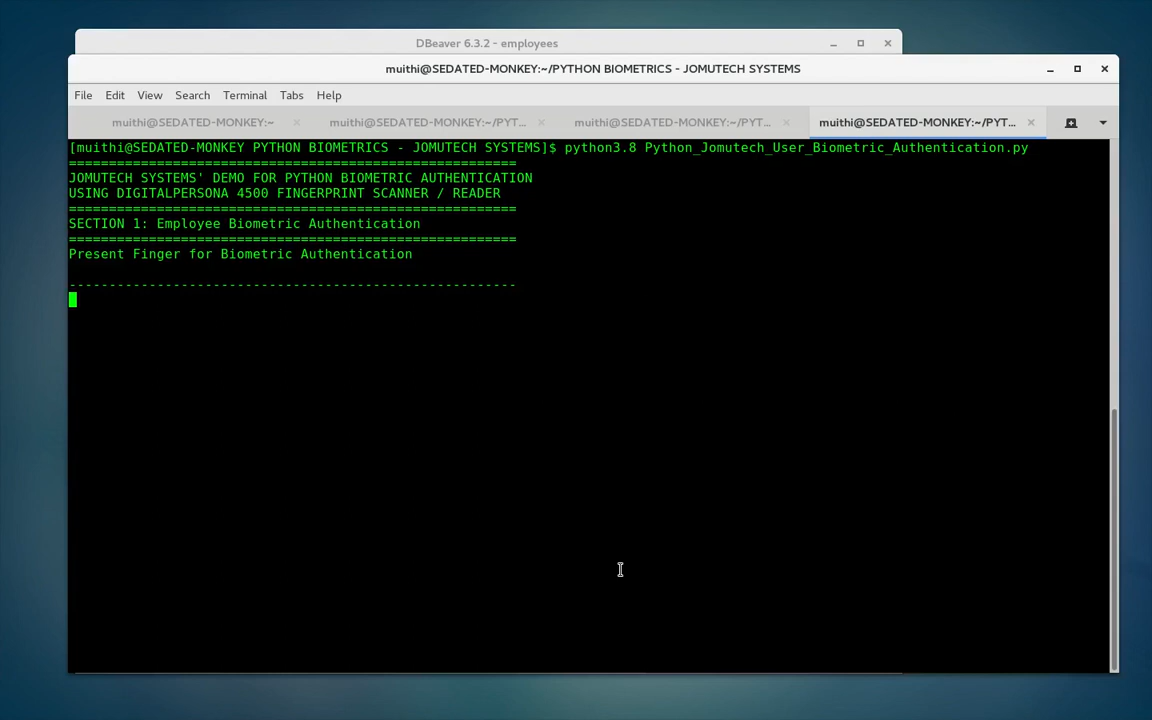 DBeaver 6.3.2 - employees
muithi@SEDATED-MONKEY:~/PYTHON BIOMETRICS - JOMUTECH SYSTEMS
File Edit View Search Terminal Tabs Help
muithi@SEDATED-MONKEY:~ muithi@SEDATED-MONKEY:~/PYT... muithi@SEDATED-MONKEY:~/PYT... muithi@SEDATED-MONKEY:~/PYT...
[muithi@SEDATED-MONKEY PYTHON BIOMETRICS - JOMUTECH SYSTEMS]$ python3.8 Python_Jomutech_User_Biometric_Authentication.py
========================================================
JOMUTECH SYSTEMS' DEMO FOR PYTHON BIOMETRIC AUTHENTICATION
USING DIGITALPERSONA 4500 FINGERPRINT SCANNER / READER
========================================================
SECTION 1: Employee Biometric Authentication
========================================================
Present Finger for Biometric Authentication
--------------------------------------------------------